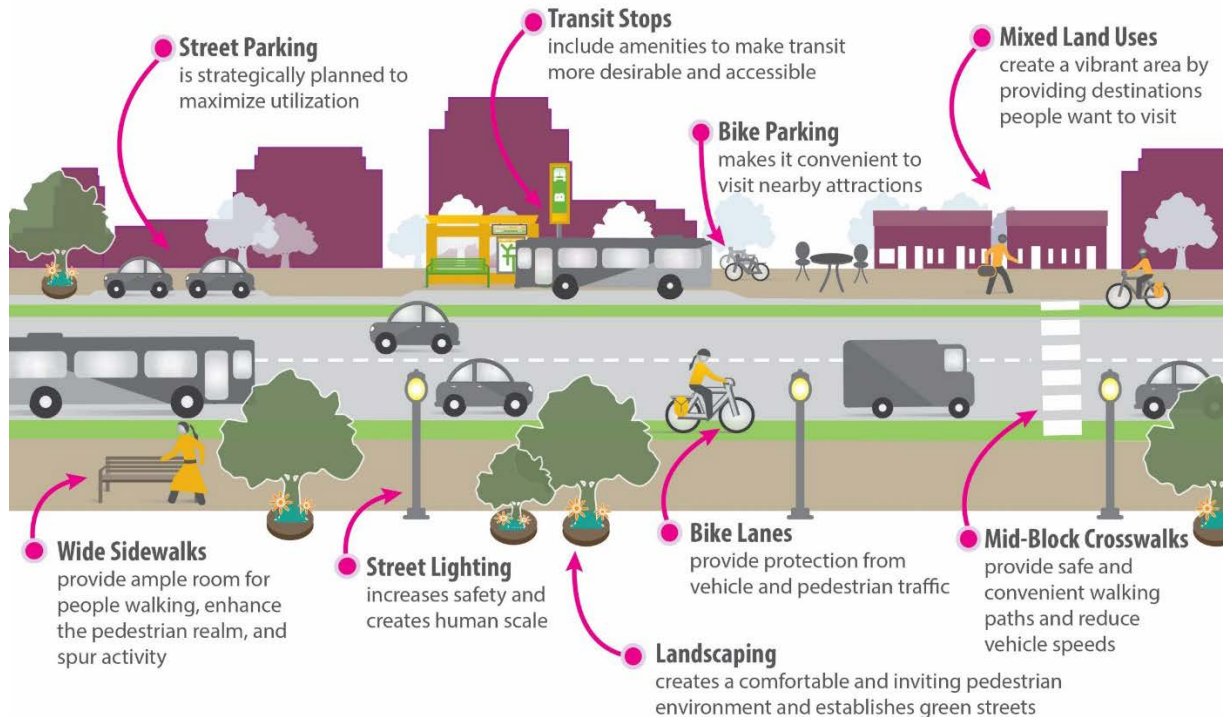 Street Parking
is strategically planned to
maximize utilization
Transit Stops
include amenities to make transit
more desirable and accessible
Bike Parking
makes it convenient to
visit nearby attractions
Mixed Land Uses
create a vibrant area by
providing destinations
people want to visit
Wide Sidewalks
provide ample room for
people walking, enhance
the pedestrian realm, and
spur activity
Street Lighting
increases safety and
creates human scale
Landscaping
creates a comfortable and inviting pedestrian
environment and establishes green streets
Bike Lanes
provide protection from
vehicle and pedestrian traffic
Mid-Block Crosswalks
provide safe and
convenient walking
paths and reduce
vehicle speeds